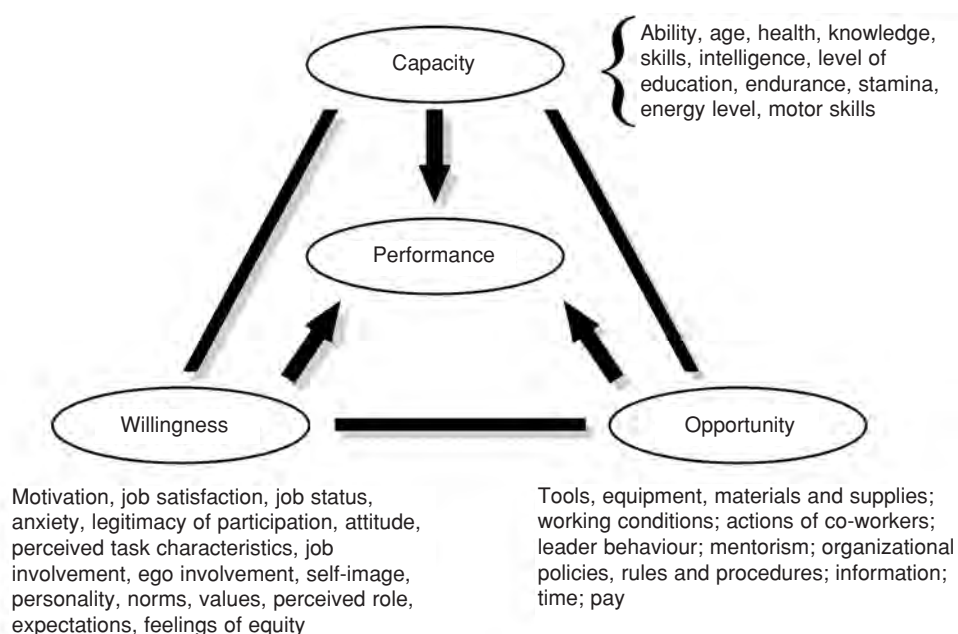 Capacity
Ability, age, health, knowledge,
skills, intelligence, level of
education, endurance, stamina,
energy level, motor skills
Performance
Willingness
Opportunity
Motivation, job satisfaction, job status,
anxiety, legitimacy of participation, attitude,
perceived task characteristics, job
involvement, ego involvement, self-image,
personality, norms, values, perceived role,
expectations, feelings of equity
Tools, equipment, materials and supplies;
working conditions; actions of co-workers;
leader behaviour; mentorism; organizational
policies, rules and procedures; information;
time; pay